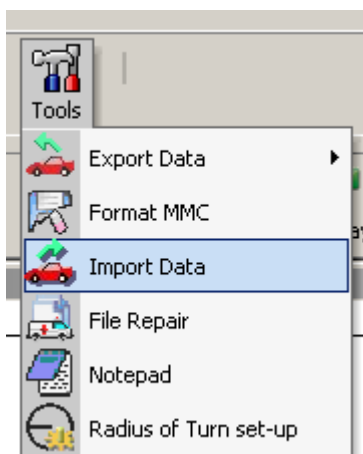 Tools
Export Data
Format MMC
Import Data
File Repair
Notepad
Radius of Turn set-up